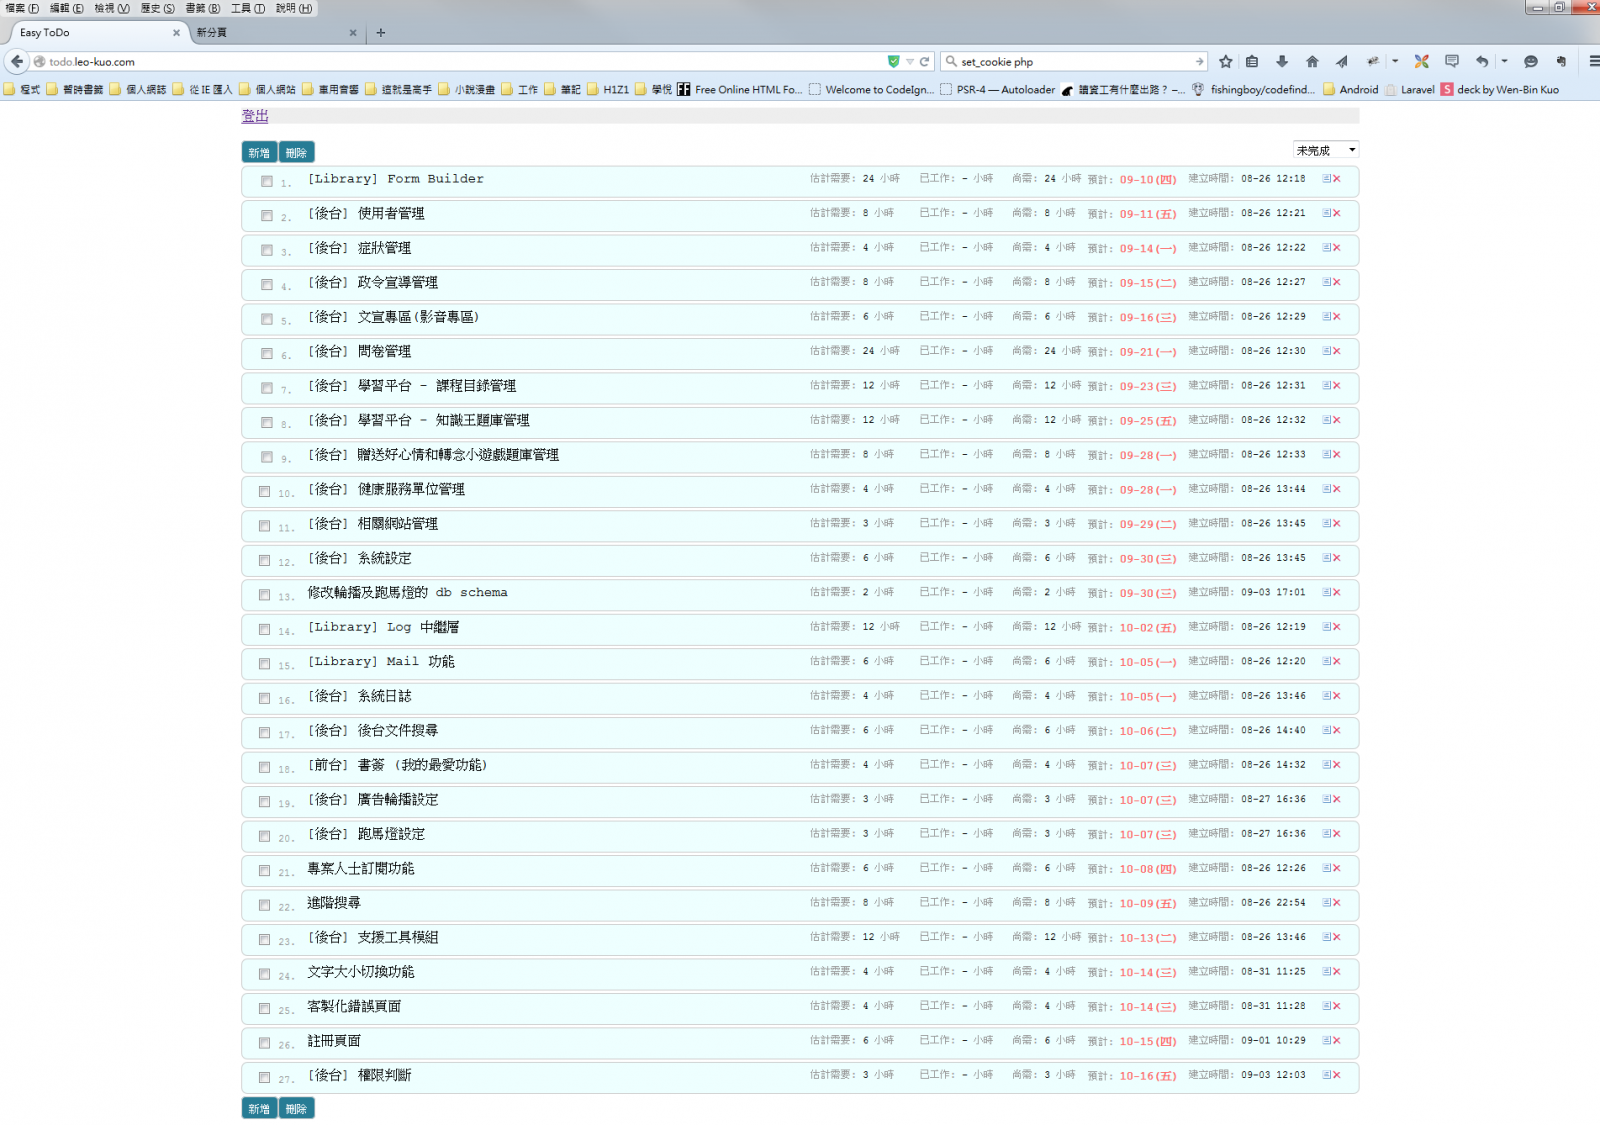 檔案(F) 編輯(E) 檢視(V) 歷史(S) 書籤(B) 工具(T) 說明(H)
Easy ToDo × 新分頁 × +
todo.leo-kuo.com set_cookie php
程式 暫時書籤 個人網誌 從 IE 匯入 個人網站 車用音響 這就是高手 小說漫畫 工作 筆記 H1Z1 學悅 FF Free Online HTML Fo... Welcome to CodeIgn... PSR-4 — Autoloader 讀資工有什麼出路？ –... fishingboy/codefind... Android Laravel S deck by Wen-Bin Kuo
登出
新增 刪除 未完成
1. [Library] Form Builder 估計需要: 24 小時 已工作: - 小時 尚需: 24 小時 預計: 09-10(四) 建立時間: 08-26 12:18
2. [後台] 使用者管理 估計需要: 8 小時 已工作: - 小時 尚需: 8 小時 預計: 09-11(五) 建立時間: 08-26 12:21
3. [後台] 症狀管理 估計需要: 4 小時 已工作: - 小時 尚需: 4 小時 預計: 09-14(一) 建立時間: 08-26 12:22
4. [後台] 政令宣導管理 估計需要: 8 小時 已工作: - 小時 尚需: 8 小時 預計: 09-15(二) 建立時間: 08-26 12:27
5. [後台] 文宣專區(影音專區) 估計需要: 6 小時 已工作: - 小時 尚需: 6 小時 預計: 09-16(三) 建立時間: 08-26 12:29
6. [後台] 問卷管理 估計需要: 24 小時 已工作: - 小時 尚需: 24 小時 預計: 09-21(一) 建立時間: 08-26 12:30
7. [後台] 學習平台 - 課程目錄管理 估計需要: 12 小時 已工作: - 小時 尚需: 12 小時 預計: 09-23(三) 建立時間: 08-26 12:31
8. [後台] 學習平台 - 知識王題庫管理 估計需要: 12 小時 已工作: - 小時 尚需: 12 小時 預計: 09-25(五) 建立時間: 08-26 12:32
9. [後台] 贈送好心情和轉念小遊戲題庫管理 估計需要: 8 小時 已工作: - 小時 尚需: 8 小時 預計: 09-28(一) 建立時間: 08-26 12:33
10. [後台] 健康服務單位管理 估計需要: 4 小時 已工作: - 小時 尚需: 4 小時 預計: 09-28(一) 建立時間: 08-26 13:44
11. [後台] 相關網站管理 估計需要: 3 小時 已工作: - 小時 尚需: 3 小時 預計: 09-29(二) 建立時間: 08-26 13:45
12. [後台] 系統設定 估計需要: 6 小時 已工作: - 小時 尚需: 6 小時 預計: 09-30(三) 建立時間: 08-26 13:45
13. 修改輪播及跑馬燈的 db schema 估計需要: 2 小時 已工作: - 小時 尚需: 2 小時 預計: 09-30(三) 建立時間: 09-03 17:01
14. [Library] Log 中繼層 估計需要: 12 小時 已工作: - 小時 尚需: 12 小時 預計: 10-02(五) 建立時間: 08-26 12:19
15. [Library] Mail 功能 估計需要: 6 小時 已工作: - 小時 尚需: 6 小時 預計: 10-05(一) 建立時間: 08-26 12:20
16. [後台] 系統日誌 估計需要: 4 小時 已工作: - 小時 尚需: 4 小時 預計: 10-05(一) 建立時間: 08-26 13:46
17. [後台] 後台文件搜尋 估計需要: 6 小時 已工作: - 小時 尚需: 6 小時 預計: 10-06(二) 建立時間: 08-26 14:40
18. [前台] 書簽 (我的最愛功能) 估計需要: 4 小時 已工作: - 小時 尚需: 4 小時 預計: 10-07(三) 建立時間: 08-26 14:32
19. [後台] 廣告輪播設定 估計需要: 3 小時 已工作: - 小時 尚需: 3 小時 預計: 10-07(三) 建立時間: 08-27 16:36
20. [後台] 跑馬燈設定 估計需要: 3 小時 已工作: - 小時 尚需: 3 小時 預計: 10-07(三) 建立時間: 08-27 16:36
21. 專案人士訂閱功能 估計需要: 6 小時 已工作: - 小時 尚需: 6 小時 預計: 10-08(四) 建立時間: 08-26 12:26
22. 進階搜尋 估計需要: 8 小時 已工作: - 小時 尚需: 8 小時 預計: 10-09(五) 建立時間: 08-26 22:54
23. [後台] 支援工具模組 估計需要: 12 小時 已工作: - 小時 尚需: 12 小時 預計: 10-13(二) 建立時間: 08-26 13:46
24. 文字大小切換功能 估計需要: 4 小時 已工作: - 小時 尚需: 4 小時 預計: 10-14(三) 建立時間: 08-31 11:25
25. 客製化錯誤頁面 估計需要: 4 小時 已工作: - 小時 尚需: 4 小時 預計: 10-14(三) 建立時間: 08-31 11:28
26. 註冊頁面 估計需要: 6 小時 已工作: - 小時 尚需: 6 小時 預計: 10-15(四) 建立時間: 09-01 10:29
27. [後台] 權限判斷 估計需要: 3 小時 已工作: - 小時 尚需: 3 小時 預計: 10-16(五) 建立時間: 09-03 12:03
新增 刪除